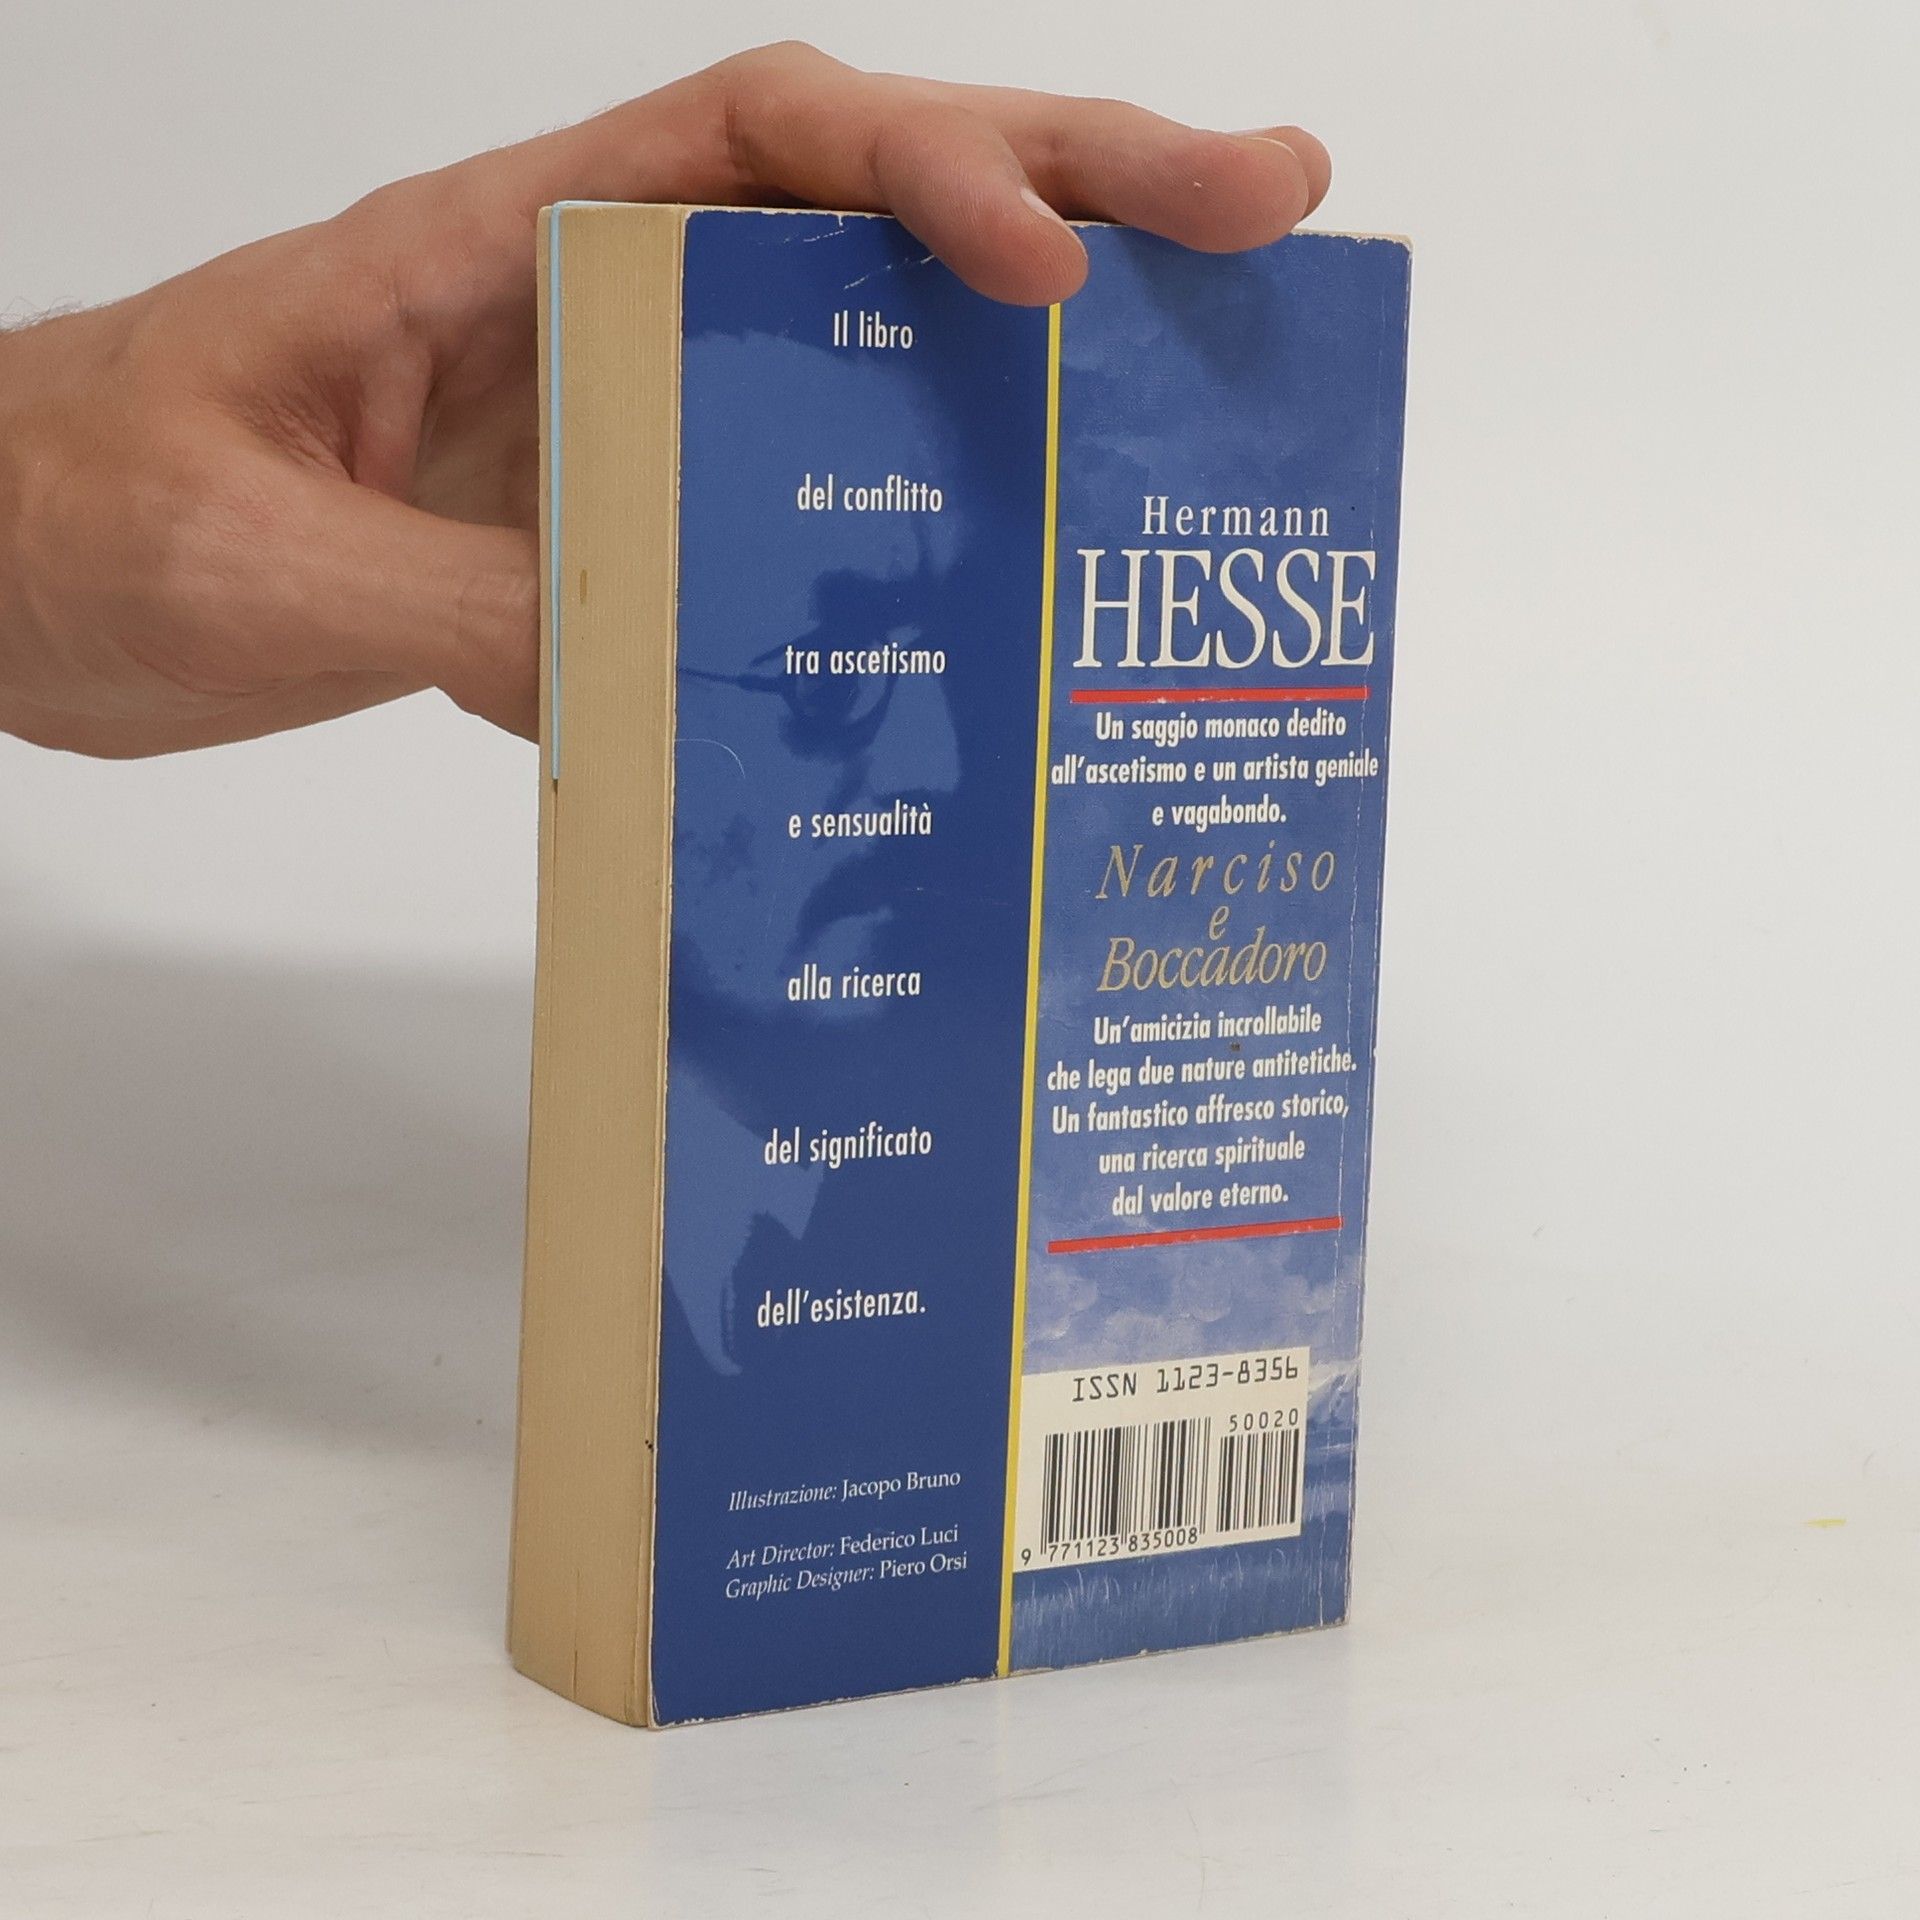 Il libro
del conflitto
tra ascetismo
e sensualità
alla ricerca
del significato
dell'esistenza.
Illustrazione: Jacopo Bruno
Art Director: Federico Luci
Graphic Designer: Piero Orsi
Hermann
HESSE
Un saggio monaco dedito
all'ascetismo e un artista geniale
e vagabondo.
Narciso
e
Boccadoro
Un'amicizia incrollabile
che lega due nature antitetiche.
Un fantastico affresco storico,
una ricerca spirituale
dal valore eterno.
ISSN 1123-8356
50020
9 771123 835008